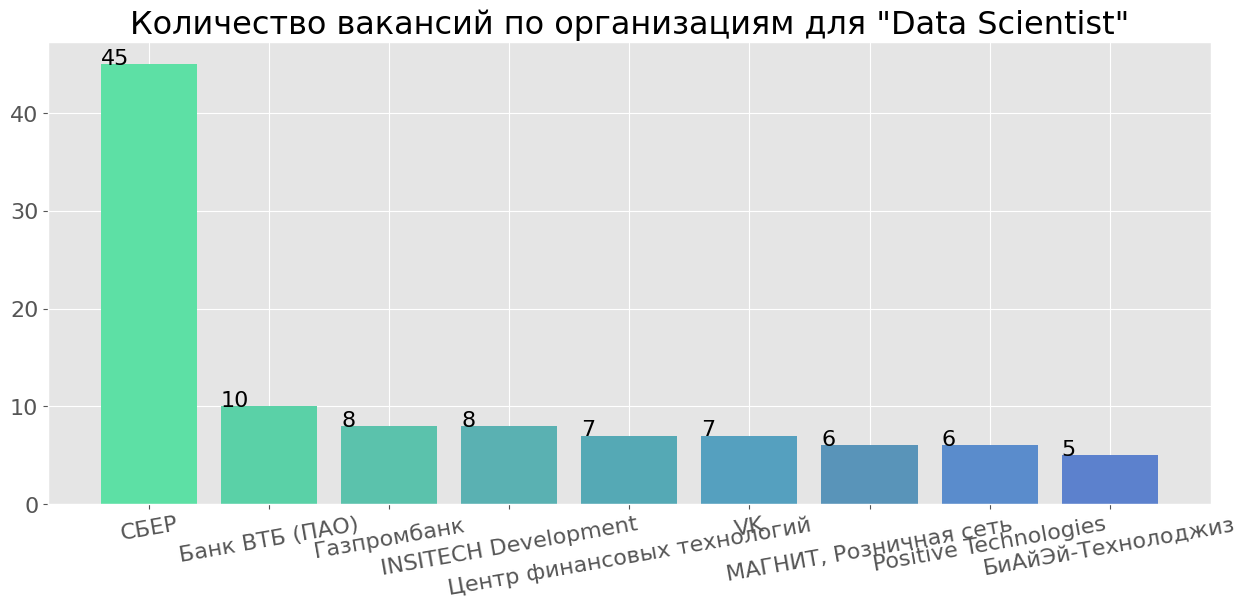 Количество вакансий по организациям для "Data Scientist"
40
30
20
10
0
45
10
8
8
7
7
6
6
5
СБЕР
Банк ВТБ (ПАО)
Газпромбанк
INSITECH Development
Центр финансовых технологий
VK
МАГНИТ, Розничная сеть
Positive Technologies
БиАйЭй-Технолоджиз